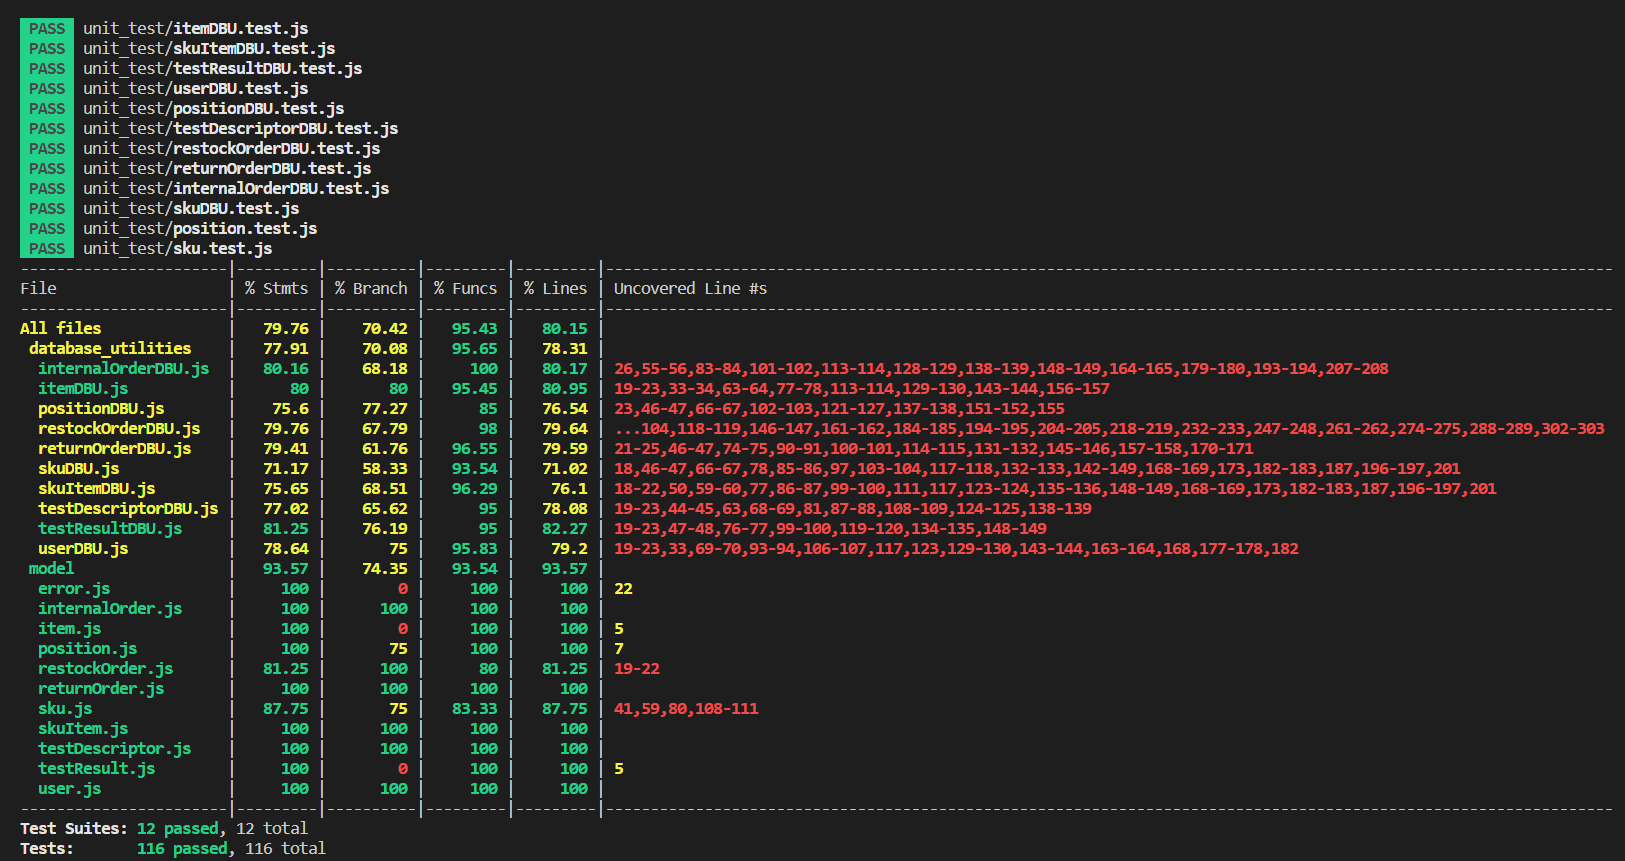 PASS unit_test/itemDBU.test.js
PASS unit_test/skuItemDBU.test.js
PASS unit_test/testResultDBU.test.js
PASS unit_test/userDBU.test.js
PASS unit_test/positionDBU.test.js
PASS unit_test/testDescriptorDBU.test.js
PASS unit_test/restockOrderDBU.test.js
PASS unit_test/returnOrderDBU.test.js
PASS unit_test/internalOrderDBU.test.js
PASS unit_test/skuDBU.test.js
PASS unit_test/position.test.js
PASS unit_test/sku.test.js
File | % Stmts | % Branch | % Funcs | % Lines | Uncovered Line #s
All files | 79.76 | 70.42 | 95.43 | 80.15 |
database_utilities | 77.91 | 70.08 | 95.65 | 78.31 |
internalOrderDBU.js | 80.16 | 68.18 | 100 | 80.17 | 26,55-56,83-84,101-102,113-114,128-129,138-139,148-149,164-165,179-180,193-194,207-208
itemDBU.js | 80 | 80 | 95.45 | 80.95 | 19-23,33-34,63-64,77-78,113-114,129-130,143-144,156-157
positionDBU.js | 75.6 | 77.27 | 85 | 76.54 | 23,46-47,66-67,102-103,121-127,137-138,151-152,155
restockOrderDBU.js | 79.76 | 67.79 | 98 | 79.64 | ...104,118-119,146-147,161-162,184-185,194-195,204-205,218-219,232-233,247-248,261-262,274-275,288-289,302-303
returnOrderDBU.js | 79.41 | 61.76 | 96.55 | 79.59 | 21-25,46-47,74-75,90-91,100-101,114-115,131-132,145-146,157-158,170-171
skuDBU.js | 71.17 | 58.33 | 93.54 | 71.02 | 18,46-47,66-67,78,85-86,97,103-104,117-118,132-133,142-149,168-169,173,182-183,187,196-197,201
skuItemDBU.js | 75.65 | 68.51 | 96.29 | 76.1 | 18-22,50,59-60,77,86-87,99-100,111,117,123-124,135-136,148-149,168-169,173,182-183,187,196-197,201
testDescriptorDBU.js | 77.02 | 65.62 | 95 | 78.08 | 19-23,44-45,63,68-69,81,87-88,108-109,124-125,138-139
testResultDBU.js | 81.25 | 76.19 | 95 | 82.27 | 19-23,47-48,76-77,99-100,119-120,134-135,148-149
userDBU.js | 78.64 | 75 | 95.83 | 79.2 | 19-23,33,69-70,93-94,106-107,117,123,129-130,143-144,163-164,168,177-178,182
model | 93.57 | 74.35 | 93.54 | 93.57 |
error.js | 100 | 0 | 100 | 100 | 22
internalOrder.js | 100 | 100 | 100 | 100 |
item.js | 100 | 0 | 100 | 100 | 5
position.js | 100 | 75 | 100 | 100 | 7
restockOrder.js | 81.25 | 100 | 80 | 81.25 | 19-22
returnOrder.js | 100 | 100 | 100 | 100 |
sku.js | 87.75 | 75 | 83.33 | 87.75 | 41,59,80,108-111
skuItem.js | 100 | 100 | 100 | 100 |
testDescriptor.js | 100 | 100 | 100 | 100 |
testResult.js | 100 | 0 | 100 | 100 | 5
user.js | 100 | 100 | 100 | 100 |
Test Suites: 12 passed, 12 total
Tests: 116 passed, 116 total